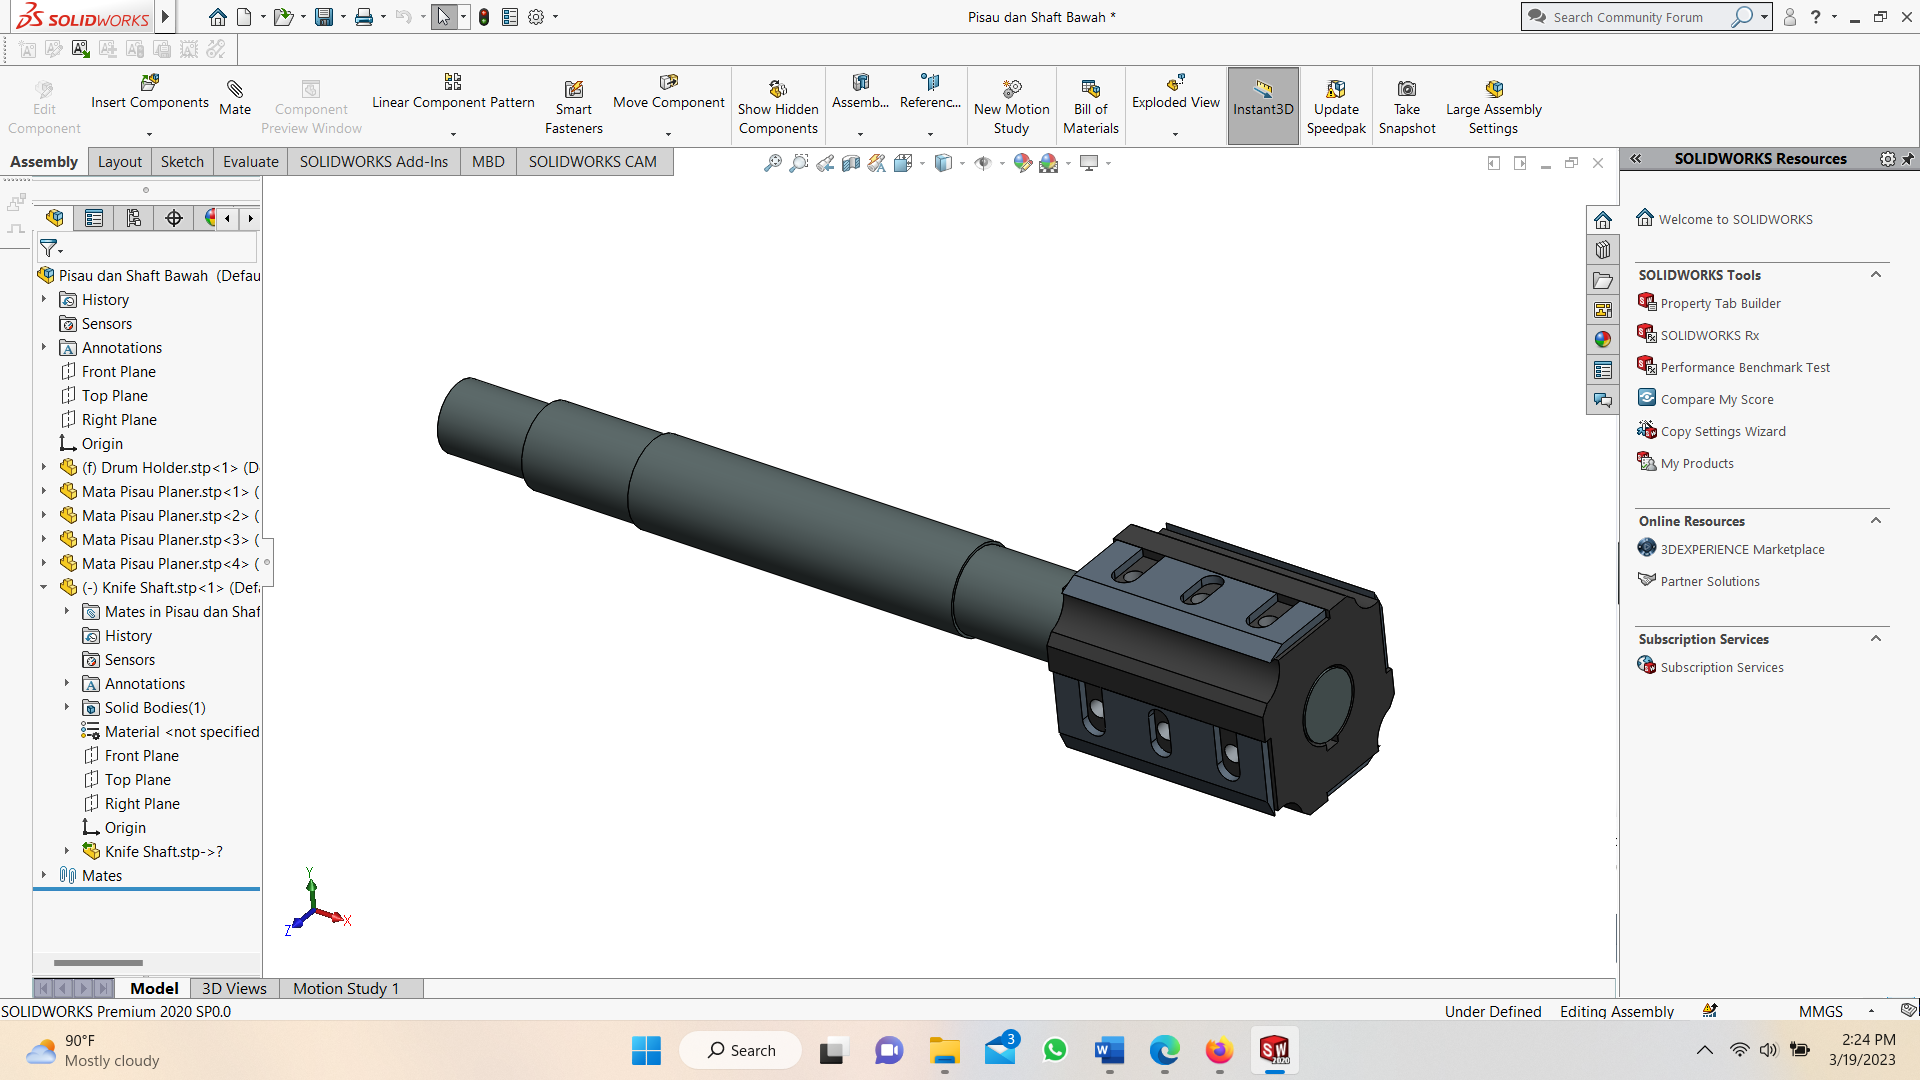 SOLIDWORKS
Pisau dan Shaft Bawah *
Search Community Forum
?
Edit Component
Insert Components
Mate
Component Preview Window
Linear Component Pattern
Smart Fasteners
Move Component
Show Hidden Components
Assemb...
Referenc...
New Motion Study
Bill of Materials
Exploded View
Instant3D
Update Speedpak
Take Snapshot
Large Assembly Settings
Assembly
Layout
Sketch
Evaluate
SOLIDWORKS Add-Ins
MBD
SOLIDWORKS CAM
Pisau dan Shaft Bawah (Defau
History
Sensors
Annotations
Front Plane
Top Plane
Right Plane
Origin
(f) Drum Holder.stp<1> (D
Mata Pisau Planer.stp<1> (
Mata Pisau Planer.stp<2> (
Mata Pisau Planer.stp<3> (
Mata Pisau Planer.stp<4> (
(-) Knife Shaft.stp<1> (Def
Mates in Pisau dan Shaf
History
Sensors
Annotations
Solid Bodies(1)
Material <not specified
Front Plane
Top Plane
Right Plane
Origin
Knife Shaft.stp->?
Mates
Y
X
Z
SOLIDWORKS Resources
Welcome to SOLIDWORKS
SOLIDWORKS Tools
Property Tab Builder
SOLIDWORKS Rx
Performance Benchmark Test
Compare My Score
Copy Settings Wizard
My Products
Online Resources
3DEXPERIENCE Marketplace
Partner Solutions
Subscription Services
Subscription Services
Model
3D Views
Motion Study 1
SOLIDWORKS Premium 2020 SP0.0
Under Defined
Editing Assembly
MMGS
90°F
Mostly cloudy
Search
3
SW
2020
2:24 PM
3/19/2023